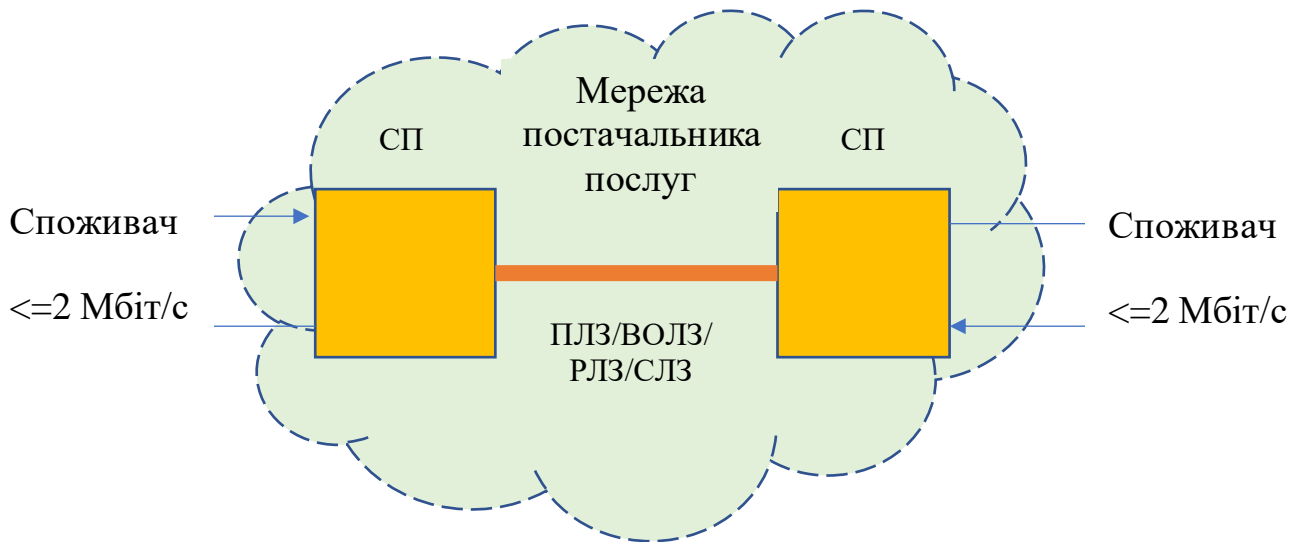 Мережа
постачальника
послуг
СП
СП
Споживач
<=2 Мбіт/с
Споживач
<=2 Мбіт/с
ПЛЗ/ВОЛЗ/
РЛЗ/СЛЗ